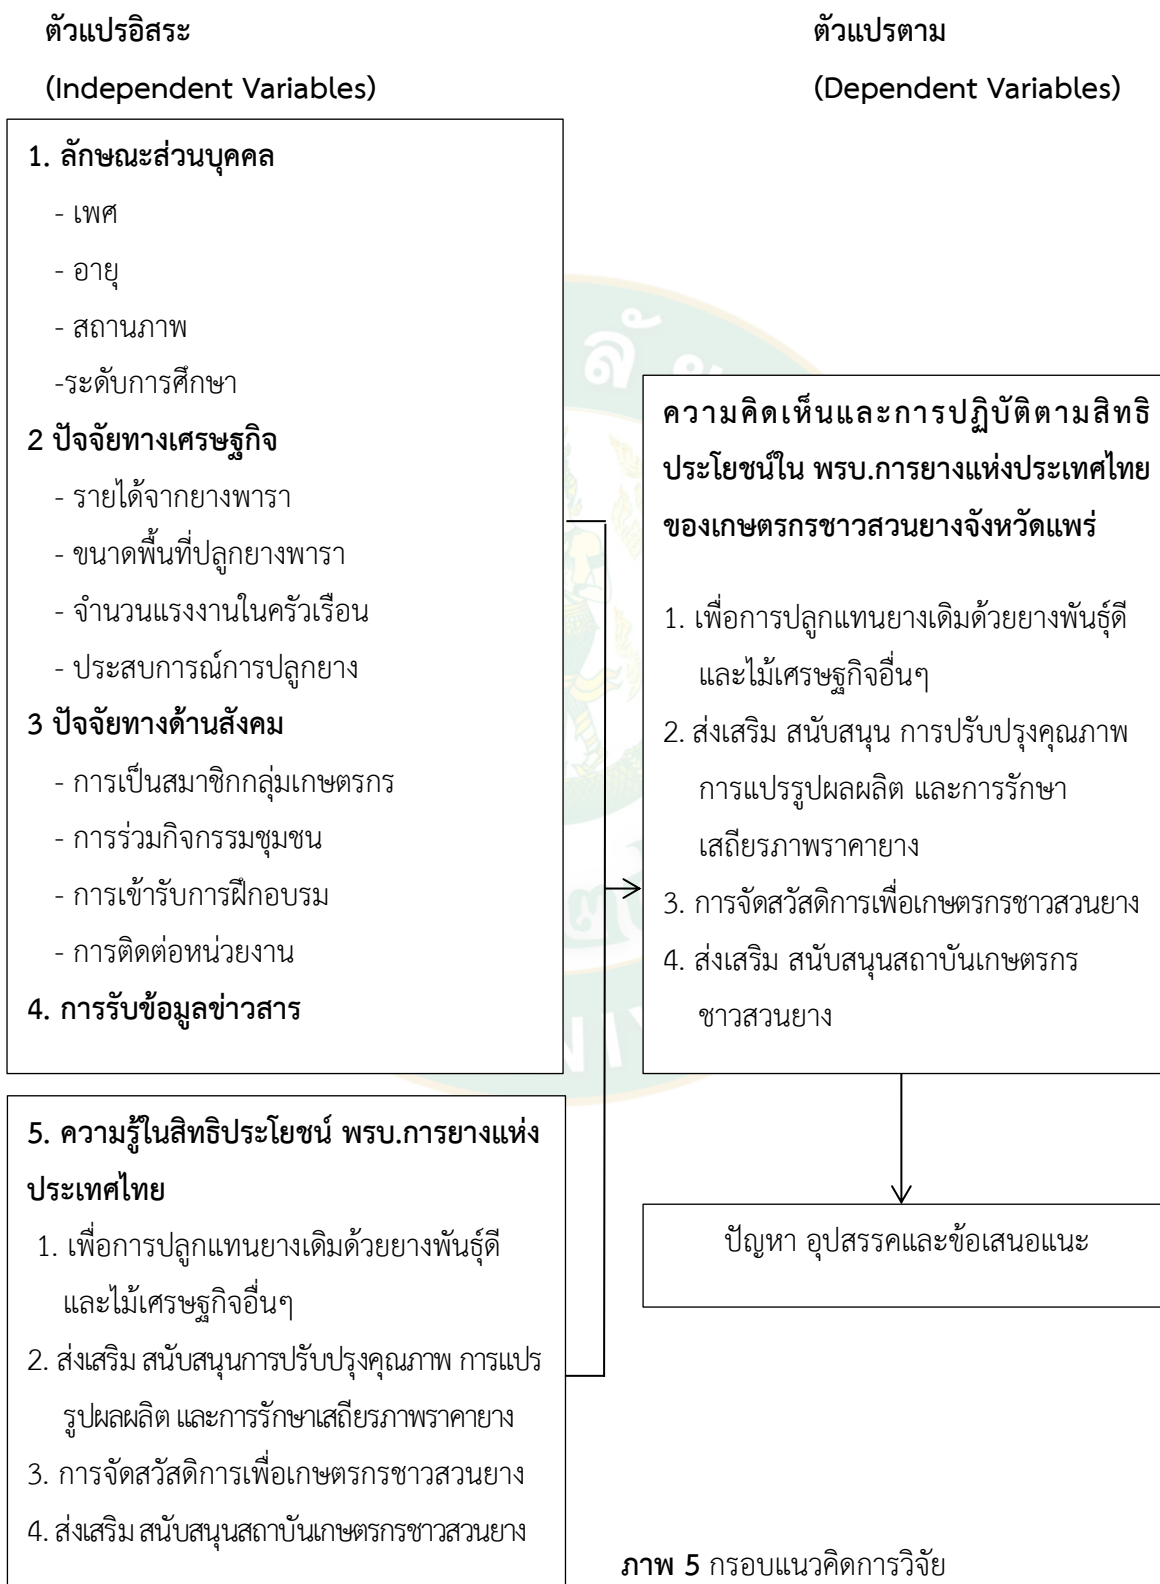 ตัวแปรอิสระ
(Independent Variables)
1. ลักษณะส่วนบุคคล
- เพศ
- อายุ
- สถานภาพ
-ระดับการศึกษา
2 ปัจจัยทางเศรษฐกิจ
- รายได้จากยางพารา
- ขนาดพื้นที่ปลูกยางพารา
- จำนวนแรงงานในครัวเรือน
- ประสบการณ์การปลูกยาง
3 ปัจจัยทางด้านสังคม
- การเป็นสมาชิกกลุ่มเกษตรกร
- การร่วมกิจกรรมชุมชน
- การเข้ารับการฝึกอบรม
- การติดต่อหน่วยงาน
4. การรับข้อมูลข่าวสาร
5. ความรู้ในสิทธิประโยชน์ พรบ.การยางแห่ง
ประเทศไทย
1. เพื่อการปลูกแทนยางเดิมด้วยยางพันธุ์ดี
และไม้เศรษฐกิจอื่นๆ
2. ส่งเสริม สนับสนุนการปรับปรุงคุณภาพ การแปร
รูปผลผลิต และการรักษาเสถียรภาพราคายาง
3. การจัดสวัสดิการเพื่อเกษตรกรชาวสวนยาง
4. ส่งเสริม สนับสนุนสถาบันเกษตรกรชาวสวนยาง
ตัวแปรตาม
(Dependent Variables)
ความคิดเห็นและการปฏิบัติตามสิทธิ
ประโยชน์ใน พรบ.การยางแห่งประเทศไทย
ของเกษตรกรชาวสวนยางจังหวัดแพร่
1. เพื่อการปลูกแทนยางเดิมด้วยยางพันธุ์ดี
และไม้เศรษฐกิจอื่นๆ
2. ส่งเสริม สนับสนุน การปรับปรุงคุณภาพ
การแปรรูปผลผลิต และการรักษา
เสถียรภาพราคายาง
3. การจัดสวัสดิการเพื่อเกษตรกรชาวสวนยาง
4. ส่งเสริม สนับสนุนสถาบันเกษตรกร
ชาวสวนยาง
ปัญหา อุปสรรคและข้อเสนอแนะ
ภาพ 5 กรอบแนวคิดการวิจัย